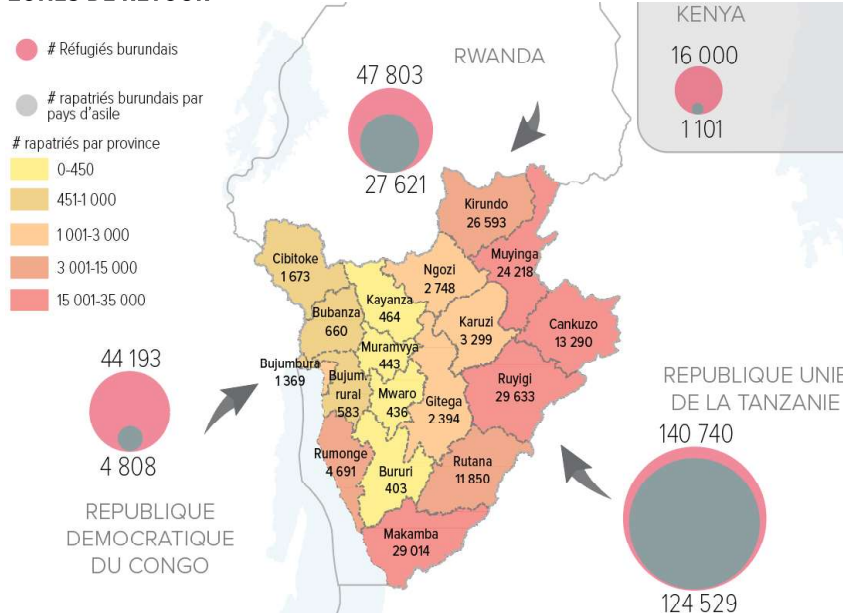 # Réfugiés burundais
# rapatriés burundais par
pays d'asile
# rapatriés par province
0-450
451-1 000
1 001-3 000
3 001-15 000
15 001-35 000
RWANDA
47 803
27 621
KENYA
16 000
1 101
Kirundo
26 593
Muyinga
24 218
Cibitoke
1 673
Ngozi
2 748
Kayanza
464
Bubanza
660
Karuzi
3 299
Cankuzo
13 290
Muramvya
443
Bujumbura
1 369
Bujum.
rural
583
Mwaro
436
Gitega
2 394
Ruyigi
29 633
Rumonge
4 691
Bururi
403
Rutana
11 850
Makamba
29 014
44 193
4 808
REPUBLIQUE
DEMOCRATIQUE
DU CONGO
REPUBLIQUE UNIE
DE LA TANZANIE
140 740
124 529